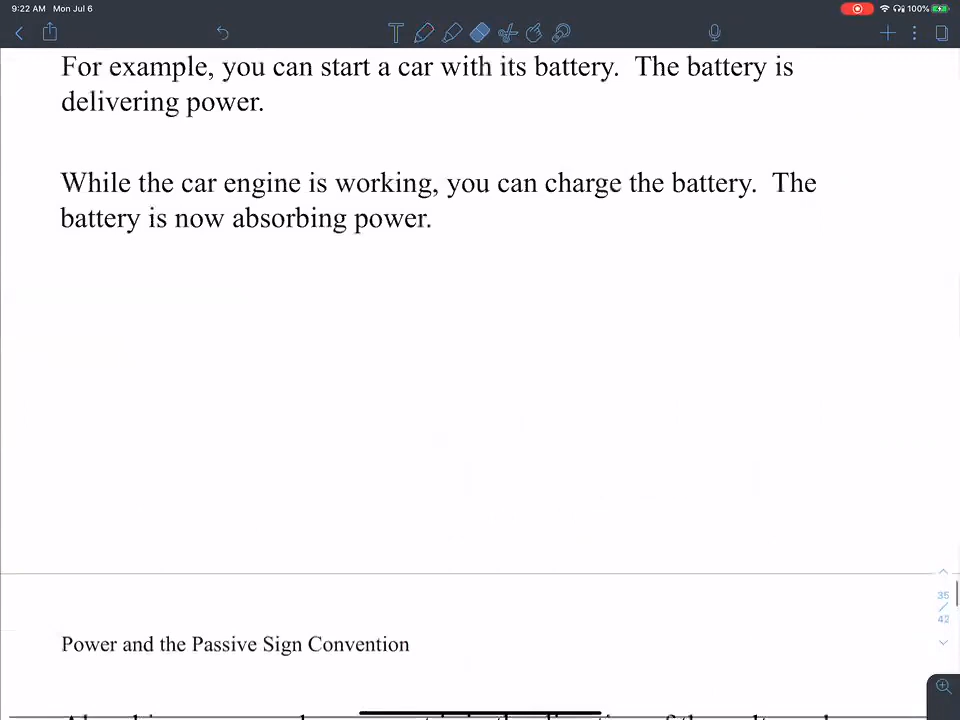 9:22 AM Mon Jul 6
100%
For example, you can start a car with its battery. The battery is
delivering power.
While the car engine is working, you can charge the battery. The
battery is now absorbing power.
35
/
42
Power and the Passive Sign Convention